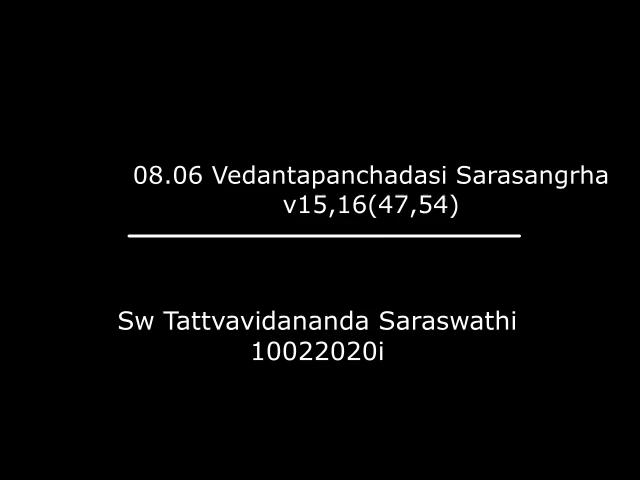 08.06 Vedantapanchadasi Sarasangrha
v15,16(47,54)
Sw Tattvavidananda Saraswathi
10022020i